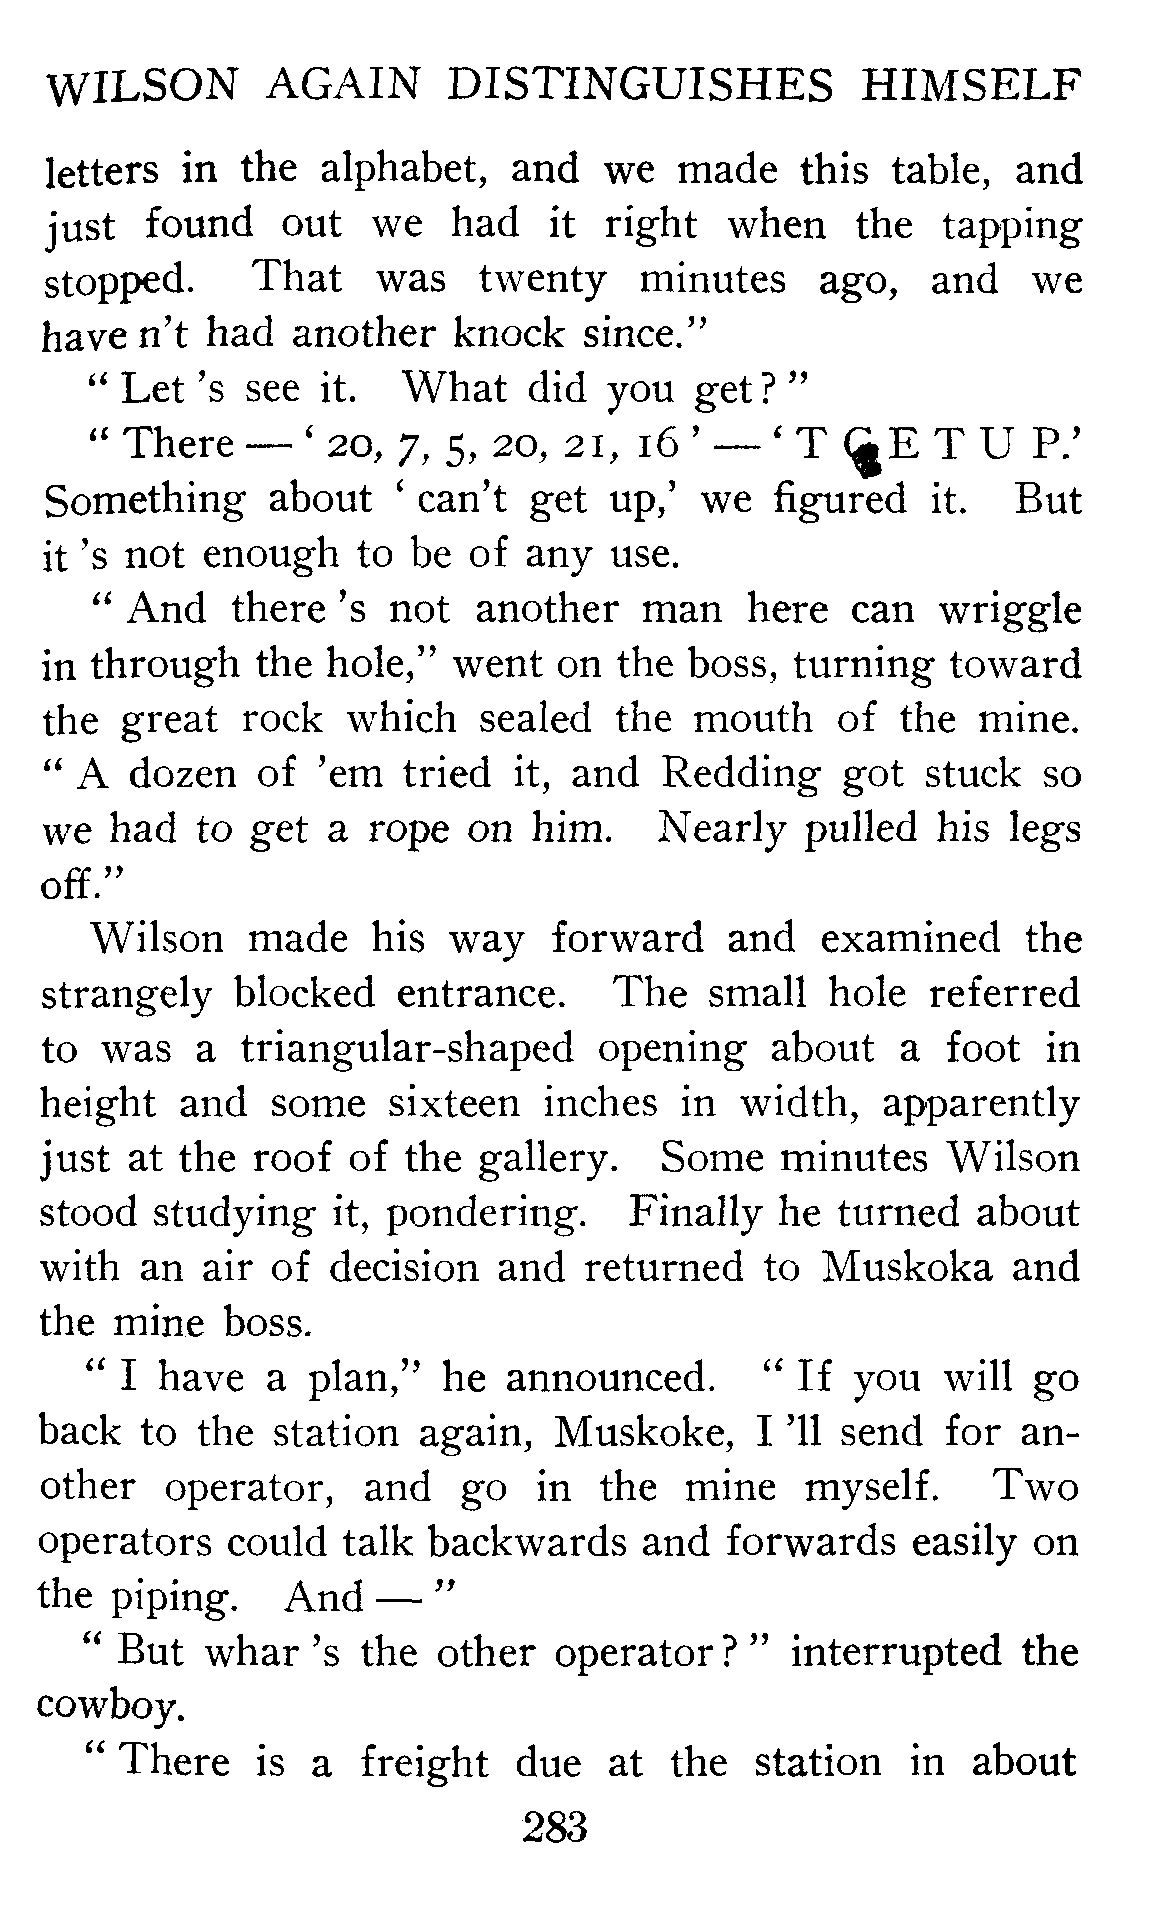 WILSON AGAIN DISTINGUISHES HIMSELF
letters in the alphabet, and we made this table, and
just found out we had it right when the tapping
stopped. That was twenty minutes ago, and we
have n't had another knock since."
" Let 's see it. What did you get? "
" There — ' 20, 7, 5, 20, 21, 16 ' — ' T G E T U P.'
Something about ' can't get up,' we figured it. But
it 's not enough to be of any use.
" And there 's not another man here can wriggle
in through the hole," went on the boss, turning toward
the great rock which sealed the mouth of the mine.
" A dozen of 'em tried it, and Redding got stuck so
we had to get a rope on him. Nearly pulled his legs
off."
Wilson made his way forward and examined the
strangely blocked entrance. The small hole referred
to was a triangular-shaped opening about a foot in
height and some sixteen inches in width, apparently
just at the roof of the gallery. Some minutes Wilson
stood studying it, pondering. Finally he turned about
with an air of decision and returned to Muskoka and
the mine boss.
" I have a plan," he announced. " If you will go
back to the station again, Muskoke, I 'll send for an-
other operator, and go in the mine myself. Two
operators could talk backwards and forwards easily on
the piping. And — "
" But whar 's the other operator? " interrupted the
cowboy.
" There is a freight due at the station in about
283